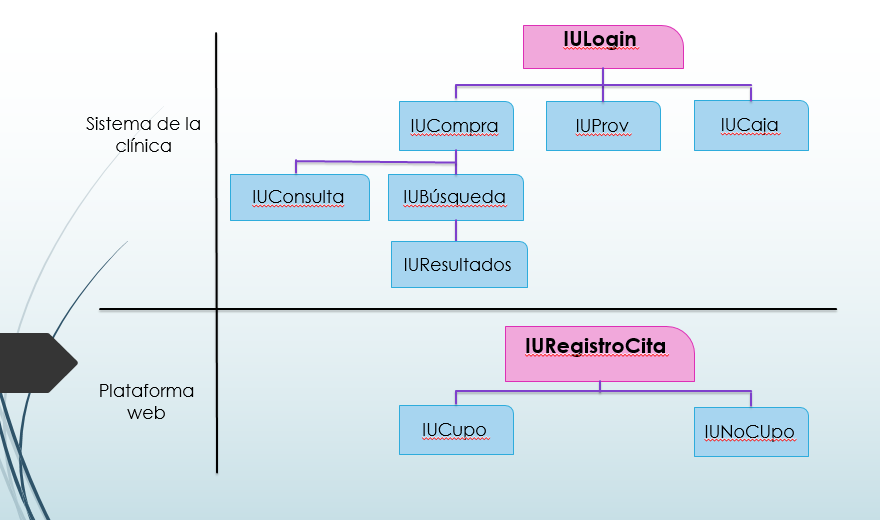 IULogin
Sistema de la
clínica
IUCompra
IUProv
IUCaja
IUConsulta
IUBúsqueda
IUResultados
IURegistroCita
Plataforma
web
IUCupo
IUNoCUpo